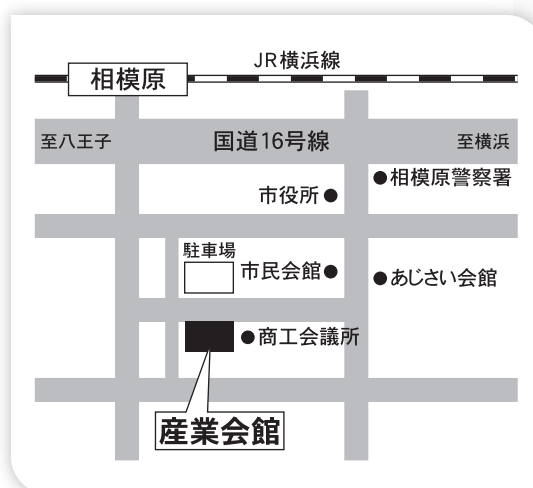 JR横浜線
相模原
至八王子
国道16号線
至横浜
相模原警察署
市役所
駐車場
市民会館
あじさい会館
商工会議所
産業会館